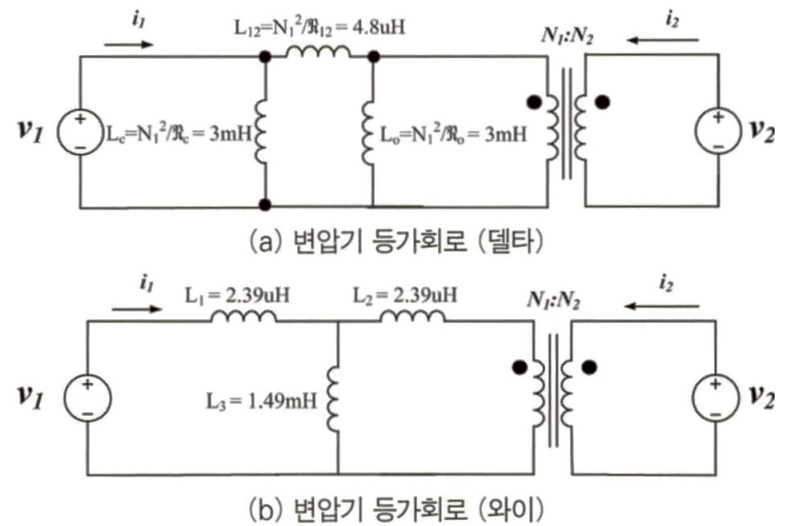 i₁
L₁₂=N₁²/ℜ₁₂ = 4.8uH
N₁:N₂
i₂
v₁
+
−
L꜀=N₁²/ℜ꜀ = 3mH
Lₒ=N₁²/ℜₒ = 3mH
+
−
v₂
(a) 변압기 등가회로 (델타)
i₁
L₁ = 2.39uH
L₂ = 2.39uH
N₁:N₂
i₂
v₁
+
−
L₃ = 1.49mH
+
−
v₂
(b) 변압기 등가회로 (와이)